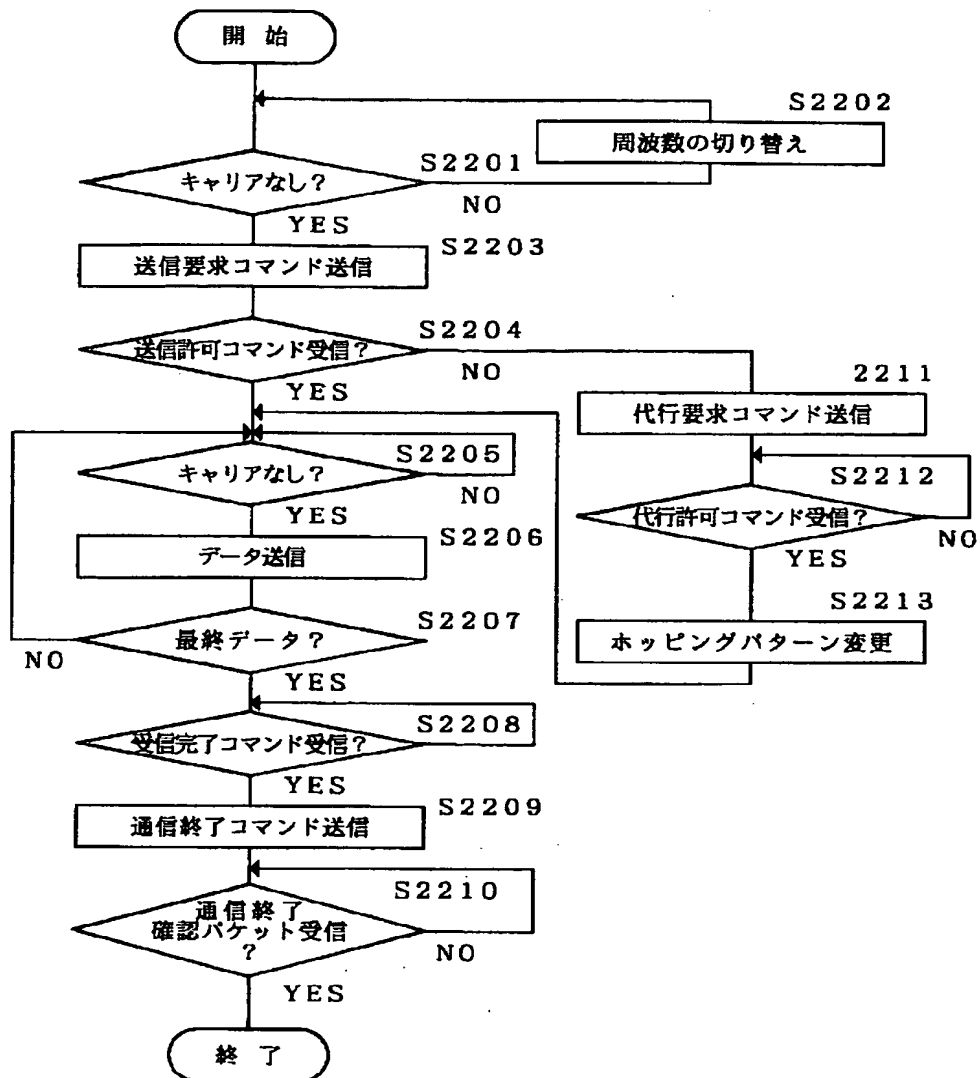 開始
S2202
周波数の切り替え
キャリアなし?
S2201
NO
YES
S2203
送信要求コマンド送信
S2204
送信許可コマンド受信?
NO
YES
2211
代行要求コマンド送信
S2205
キャリアなし?
NO
YES
S2212
代行許可コマンド受信?
NO
YES
S2206
データ送信
S2213
ホッピングパターン変更
S2207
最終データ?
NO
YES
S2208
受信完了コマンド受信?
YES
S2209
通信終了コマンド送信
S2210
通信終了
確認パケット受信
?
NO
YES
終了